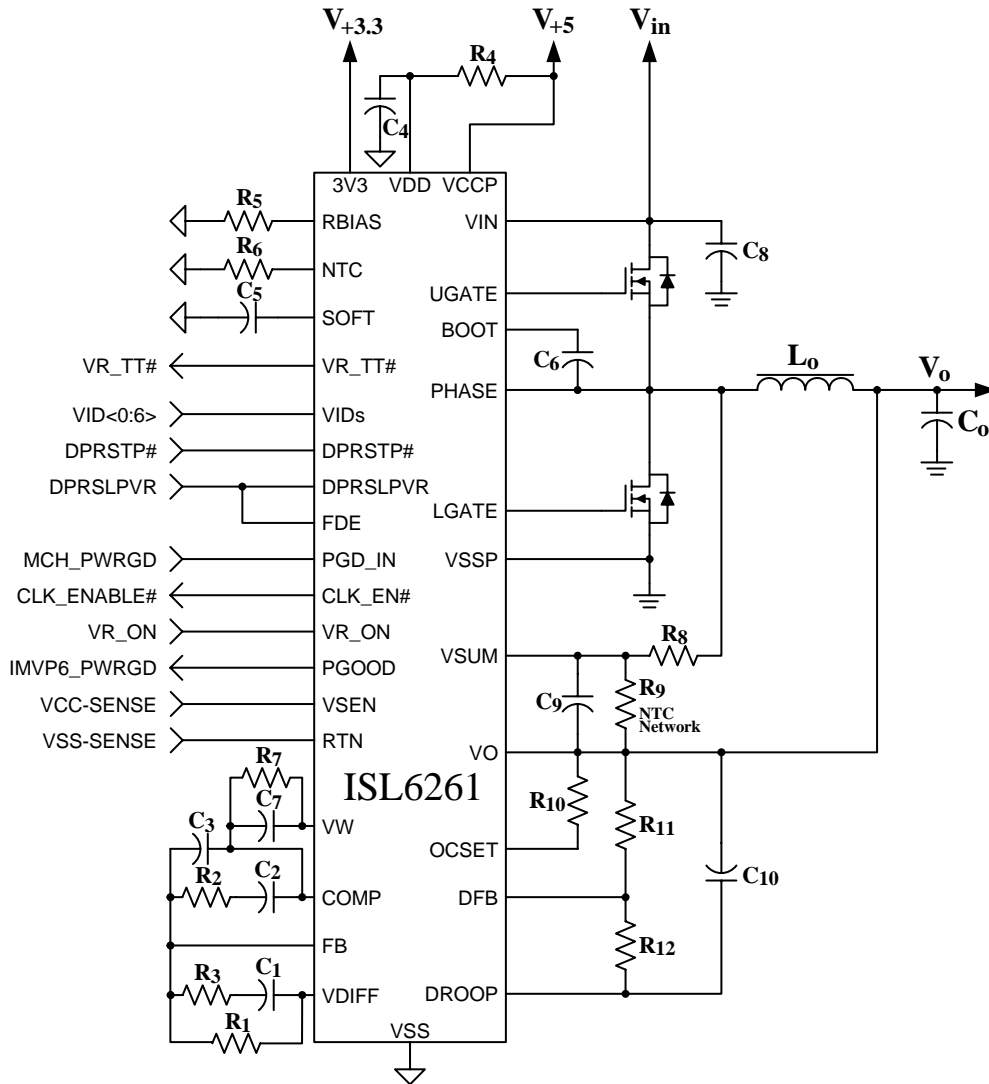 V+3.3
V+5
Vin
R4
C4
3V3
VDD
VCCP
R5
RBIAS
VIN
C8
R6
NTC
UGATE
C5
SOFT
BOOT
C6
VR_TT#
VR_TT#
PHASE
Lo
Vo
Co
VID<0:6>
VIDs
DPRSTP#
DPRSTP#
DPRSLPVR
DPRSLPVR
LGATE
FDE
MCH_PWRGD
PGD_IN
VSSP
CLK_ENABLE#
CLK_EN#
VR_ON
VR_ON
R8
VSUM
IMVP6_PWRGD
PGOOD
R9
NTC
Network
C9
VCC-SENSE
VSEN
VSS-SENSE
RTN
VO
R7
ISL6261
R10
C7
VW
R11
C3
OCSET
C10
R2
C2
COMP
DFB
FB
R12
R3
C1
VDIFF
DROOP
R1
VSS